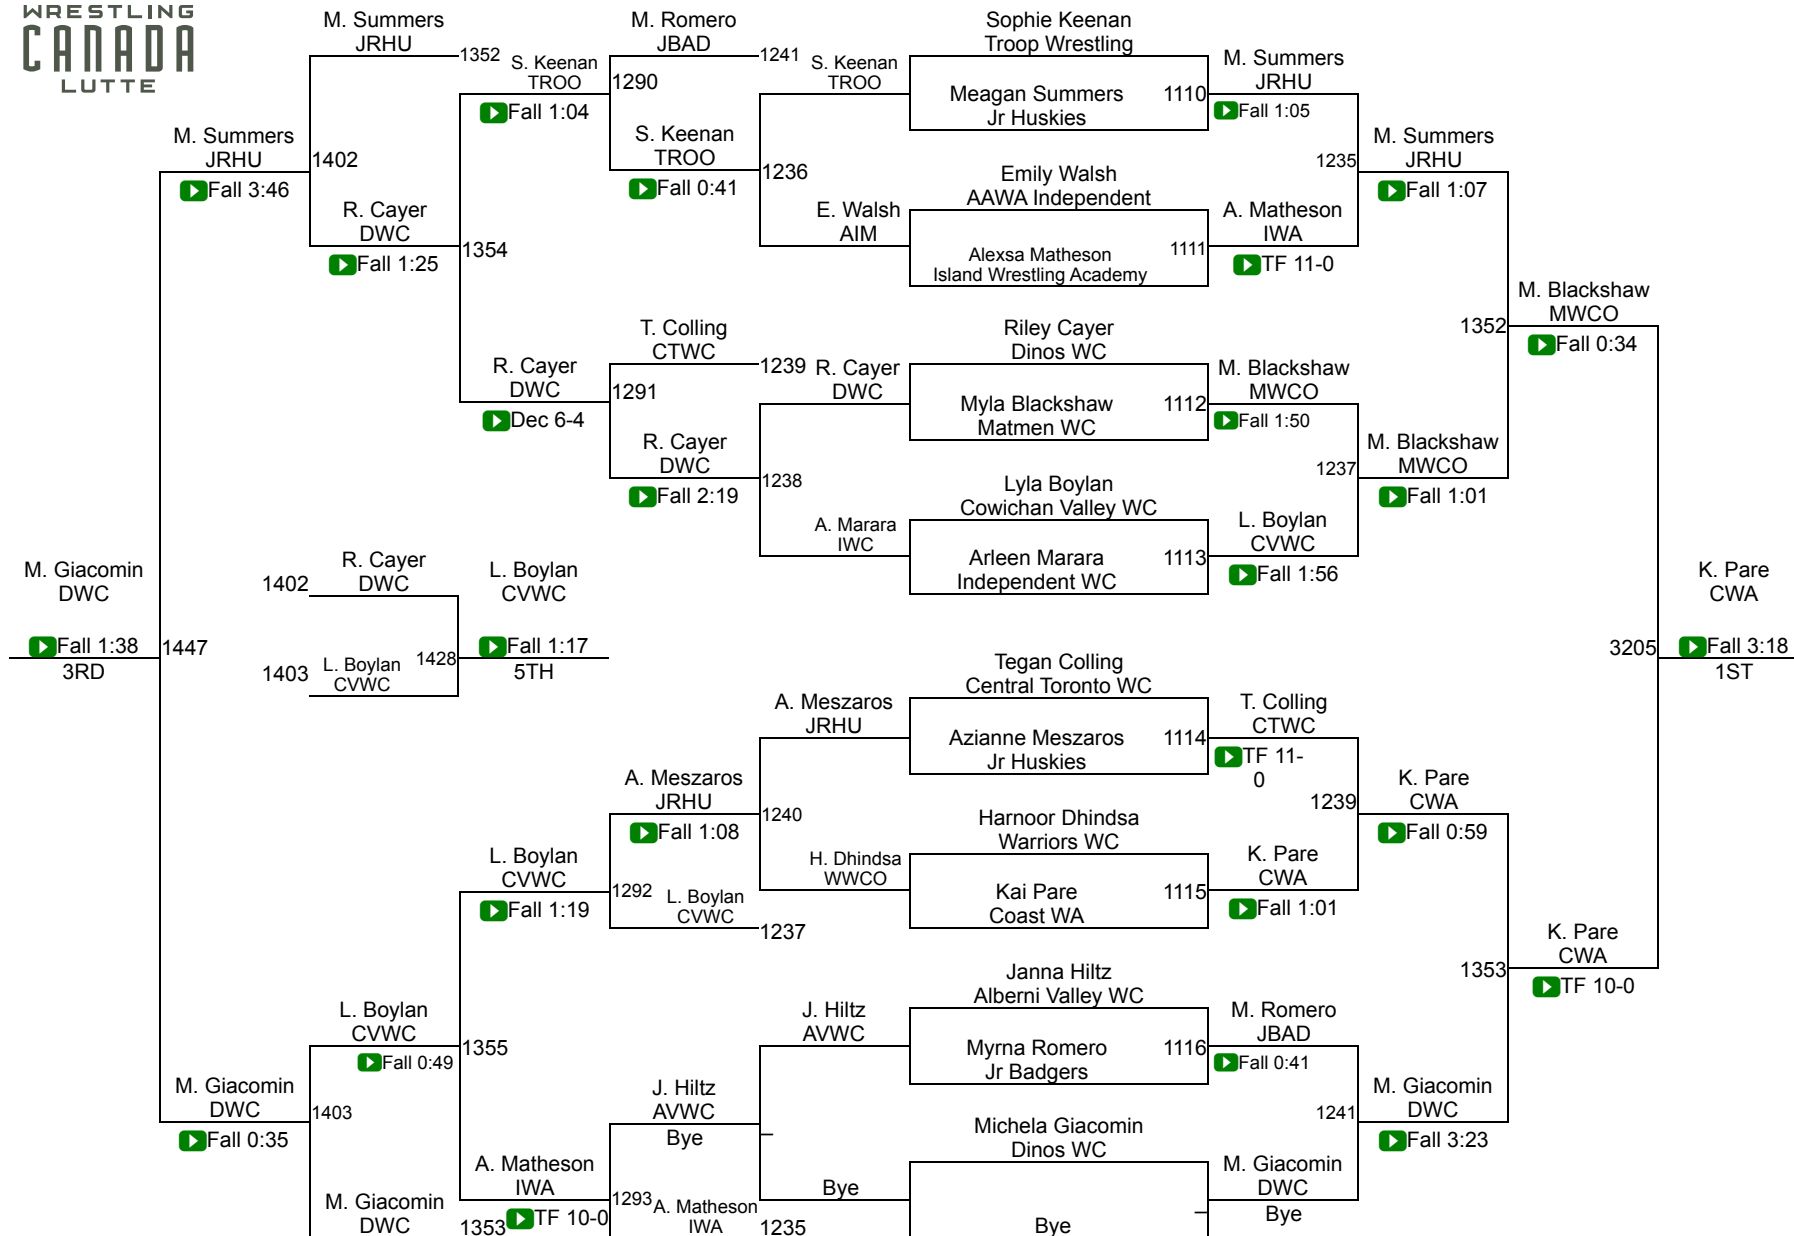 WRESTLING
CANADA
LUTTE
M. Summers
JRHU
1352
M. Romero
JBAD
1241
Sophie Keenan
Troop Wrestling
S. Keenan
TROO
1290
Fall 1:04
S. Keenan
TROO
Meagan Summers
Jr Huskies
1110
M. Summers
JRHU
Fall 1:05
M. Summers
JRHU
Fall 3:46
1402
S. Keenan
TROO
Fall 0:41
1236
M. Summers
JRHU
1235
Fall 1:07
Emily Walsh
AAWA Independent
R. Cayer
DWC
Fall 1:25
1354
E. Walsh
AIM
Alexsa Matheson
Island Wrestling Academy
1111
A. Matheson
IWA
TF 11-0
M. Blackshaw
MWCO
1352
Fall 0:34
T. Colling
CTWC
1239
Riley Cayer
Dinos WC
R. Cayer
DWC
1291
Dec 6-4
R. Cayer
DWC
Myla Blackshaw
Matmen WC
1112
M. Blackshaw
MWCO
Fall 1:50
R. Cayer
DWC
Fall 2:19
1238
M. Blackshaw
MWCO
1237
Fall 1:01
Lyla Boylan
Cowichan Valley WC
A. Marara
IWC
Arleen Marara
Independent WC
1113
L. Boylan
CVWC
Fall 1:56
M. Giacomin
DWC
Fall 1:38
3RD
1447
1402
R. Cayer
DWC
L. Boylan
CVWC
Fall 1:17
5TH
1403
L. Boylan
CVWC
1428
K. Pare
CWA
3205
Fall 3:18
1ST
Tegan Colling
Central Toronto WC
A. Meszaros
JRHU
Azianne Meszaros
Jr Huskies
1114
T. Colling
CTWC
TF 11-
0
A. Meszaros
JRHU
Fall 1:08
1240
K. Pare
CWA
1239
Fall 0:59
Harnoor Dhindsa
Warriors WC
L. Boylan
CVWC
Fall 1:19
1292
L. Boylan
CVWC
1237
H. Dhindsa
WWCO
Kai Pare
Coast WA
1115
K. Pare
CWA
Fall 1:01
K. Pare
CWA
1353
TF 10-0
Janna Hiltz
Alberni Valley WC
L. Boylan
CVWC
Fall 0:49
1355
J. Hiltz
AVWC
Myrna Romero
Jr Badgers
1116
M. Romero
JBAD
Fall 0:41
M. Giacomin
DWC
Fall 0:35
1403
J. Hiltz
AVWC
Bye
–
M. Giacomin
DWC
1241
Fall 3:23
Michela Giacomin
Dinos WC
A. Matheson
IWA
TF 10-0
1293
A. Matheson
IWA
1235
Bye
Bye
–
M. Giacomin
DWC
Bye
M. Giacomin
DWC
1353